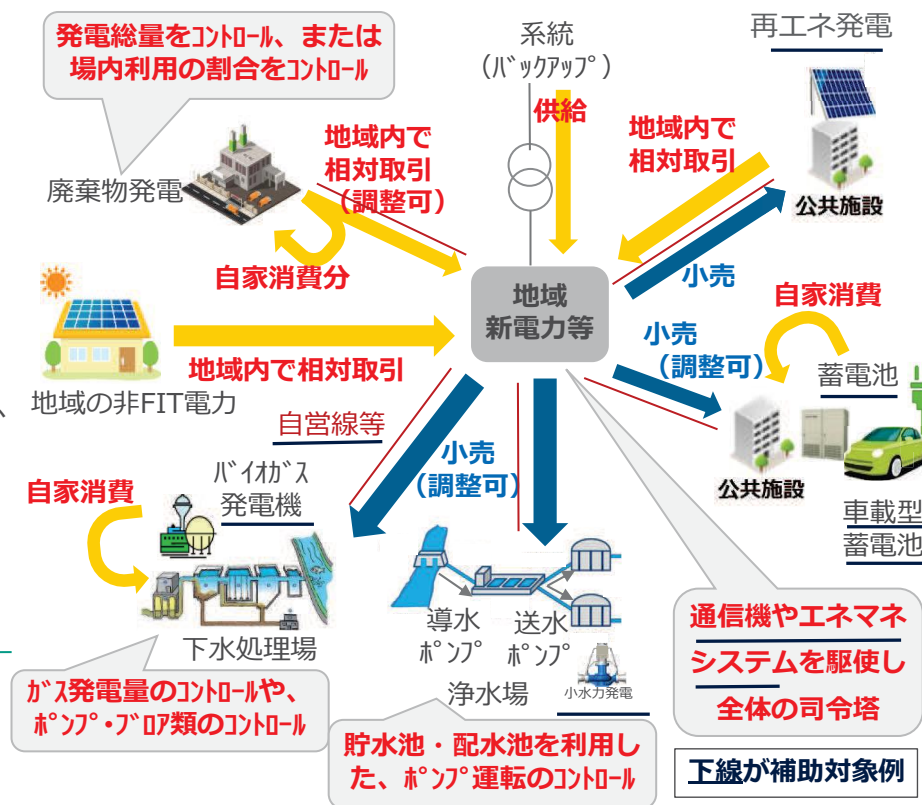 発電総量をｺﾝﾄﾛｰﾙ、または
場内利用の割合をｺﾝﾄﾛｰﾙ
系統
（ﾊﾞｯｸｱｯﾌﾟ）
供給
再エネ発電
地域内で
相対取引
（調整可）
廃棄物発電
自家消費分
地域内で
相対取引
公共施設
小売
地域
新電力等
地域内で相対取引
地域の非FIT電力
、
自家消費
小売
（調整可）
蓄電池
公共施設
車載型
蓄電池
自営線等
小売
（調整可）
ﾊﾞｲｵｶﾞｽ
発電機
自家消費
下水処理場
導水
ﾎﾟﾝﾌﾟ
送水
ﾎﾟﾝﾌﾟ
浄水場
小水力発電
通信機やエネマネ
システムを駆使し
全体の司令塔
ｶﾞｽ発電量のｺﾝﾄﾛｰﾙや、
ﾎﾟﾝﾌﾟ・ﾌﾞﾛｱ類のｺﾝﾄﾛｰﾙ
貯水池・配水池を利用し
た、ﾎﾟﾝﾌﾟ運転のｺﾝﾄﾛｰﾙ
下線が補助対象例